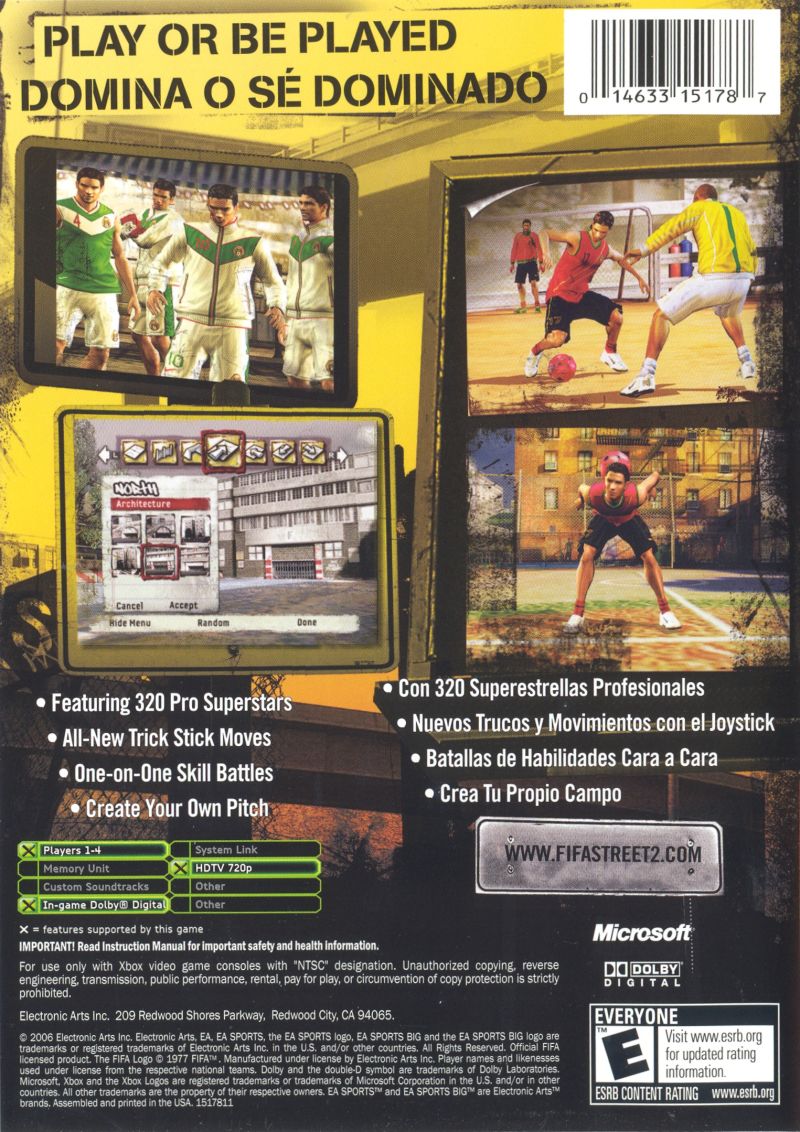 PLAY OR BE PLAYED
DOMINA O SÉ DOMINADO
0 14633 15178 7
4
10
L
R
NORTH
Architecture
Cancel Accept
Hide Menu Random Done
• Featuring 320 Pro Superstars
• All-New Trick Stick Moves
• One-on-One Skill Battles
• Create Your Own Pitch
• Con 320 Superestrellas Profesionales
• Nuevos Trucos y Movimientos con el Joystick
• Batallas de Habilidades Cara a Cara
• Crea Tu Propio Campo
WWW.FIFASTREET2.COM
X Players 1-4
Memory Unit
Custom Soundtracks
X In-game Dolby® Digital
System Link
X HDTV 720p
Other
Other
X = features supported by this game
IMPORTANT! Read Instruction Manual for important safety and health information.
For use only with Xbox video game consoles with "NTSC" designation. Unauthorized copying, reverse
engineering, transmission, public performance, rental, pay for play, or circumvention of copy protection is strictly
prohibited.
Electronic Arts Inc. 209 Redwood Shores Parkway, Redwood City, CA 94065.
© 2006 Electronic Arts Inc. Electronic Arts, EA, EA SPORTS, the EA SPORTS logo, EA SPORTS BIG and the EA SPORTS BIG logo are
trademarks or registered trademarks of Electronic Arts Inc. in the U.S. and/or other countries. All Rights Reserved. Official FIFA
licensed product. The FIFA Logo © 1977 FIFA™. Manufactured under license by Electronic Arts Inc. Player names and likenesses
used under license from the respective national teams. Dolby and the double-D symbol are trademarks of Dolby Laboratories.
Microsoft, Xbox and the Xbox Logos are registered trademarks or trademarks of Microsoft Corporation in the U.S. and/or in other
countries. All other trademarks are the property of their respective owners. EA SPORTS™ and EA SPORTS BIG™ are Electronic Arts™
brands. Assembled and printed in the USA. 1517811
Microsoft®
DOLBY®
DIGITAL
EVERYONE
™
E
®
Visit www.esrb.org
for updated rating
information.
ESRB CONTENT RATING www.esrb.org